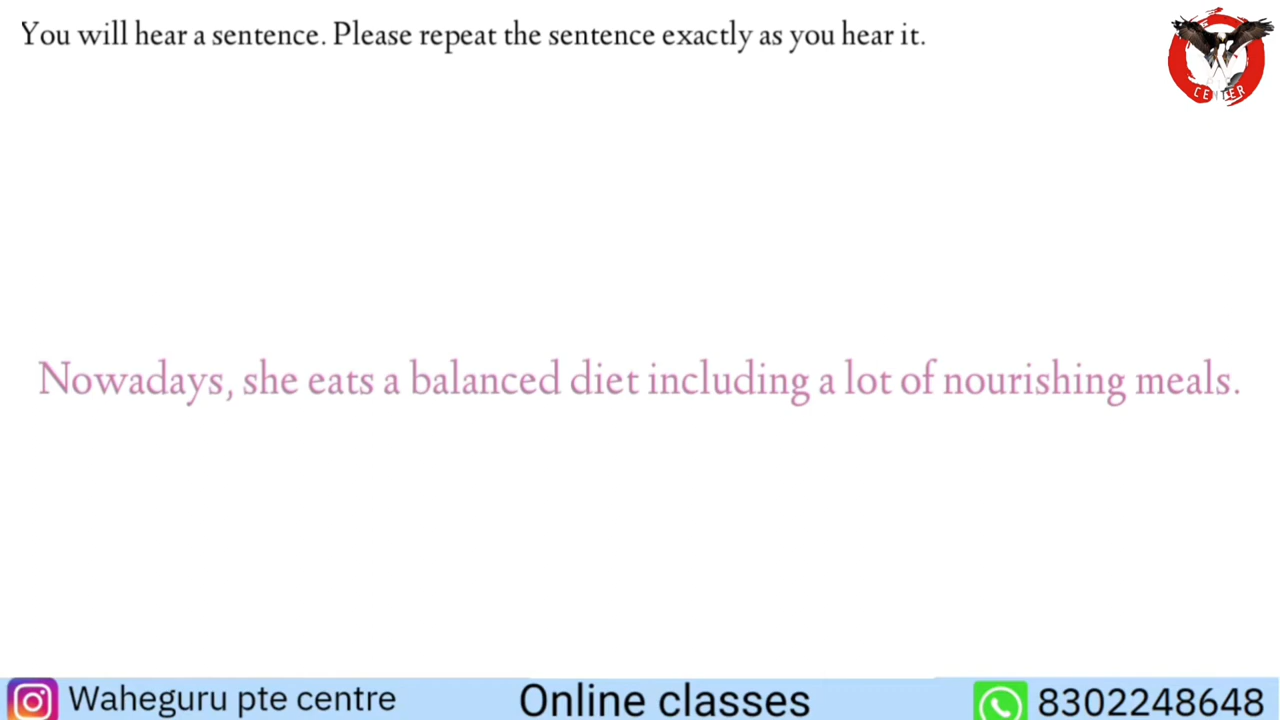 You will hear a sentence. Please repeat the sentence exactly as you hear it.
CENTER
Nowadays, she eats a balanced diet including a lot of nourishing meals.
Waheguru pte centre
Online classes
8302248648